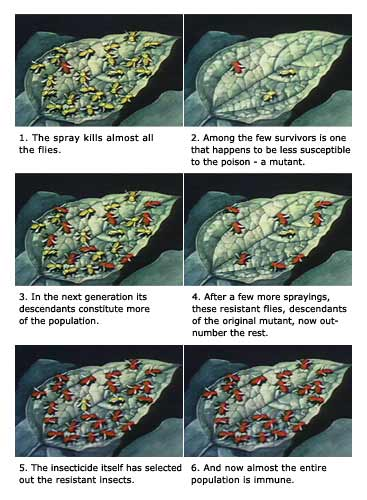 1. The spray kills almost all
the flies.
2. Among the few survivors is one
that happens to be less susceptible
to the poison - a mutant.
3. In the next generation its
descendants constitute more
of the population.
4. After a few more sprayings,
these resistant flies, descendants
of the original mutant, now out-
number the rest.
5. The insecticide itself has selected
out the resistant insects.
6. And now almost the entire
population is immune.